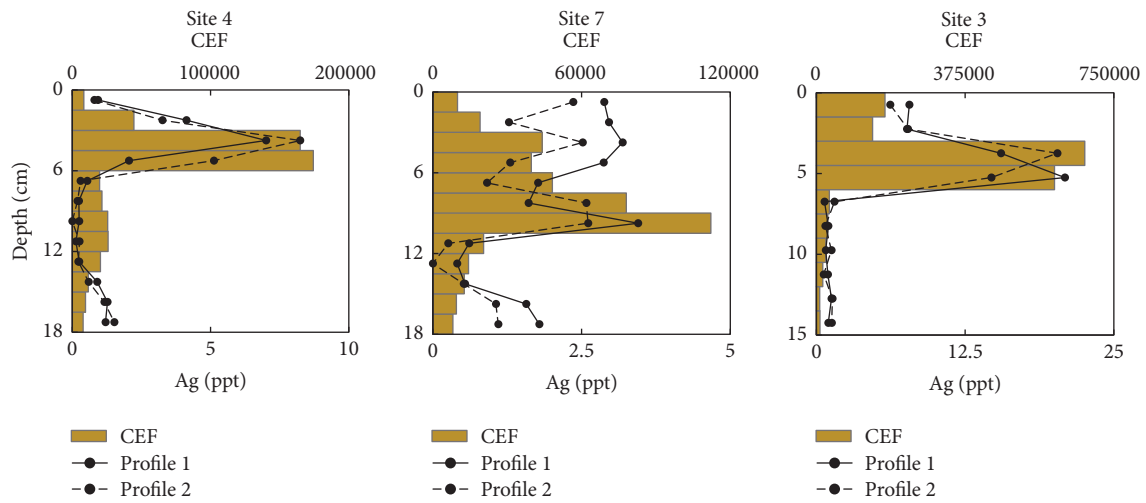 Site 4
CEF
0 100000 200000
Depth (cm)
0
6
12
18
0 5 10
Ag (ppt)
CEF
Profile 1
Profile 2
Site 7
CEF
0 60000 120000
0
6
12
18
0 2.5 5
Ag (ppt)
CEF
Profile 1
Profile 2
Site 3
CEF
0 375000 750000
0
5
10
15
0 12.5 25
Ag (ppt)
CEF
Profile 1
Profile 2